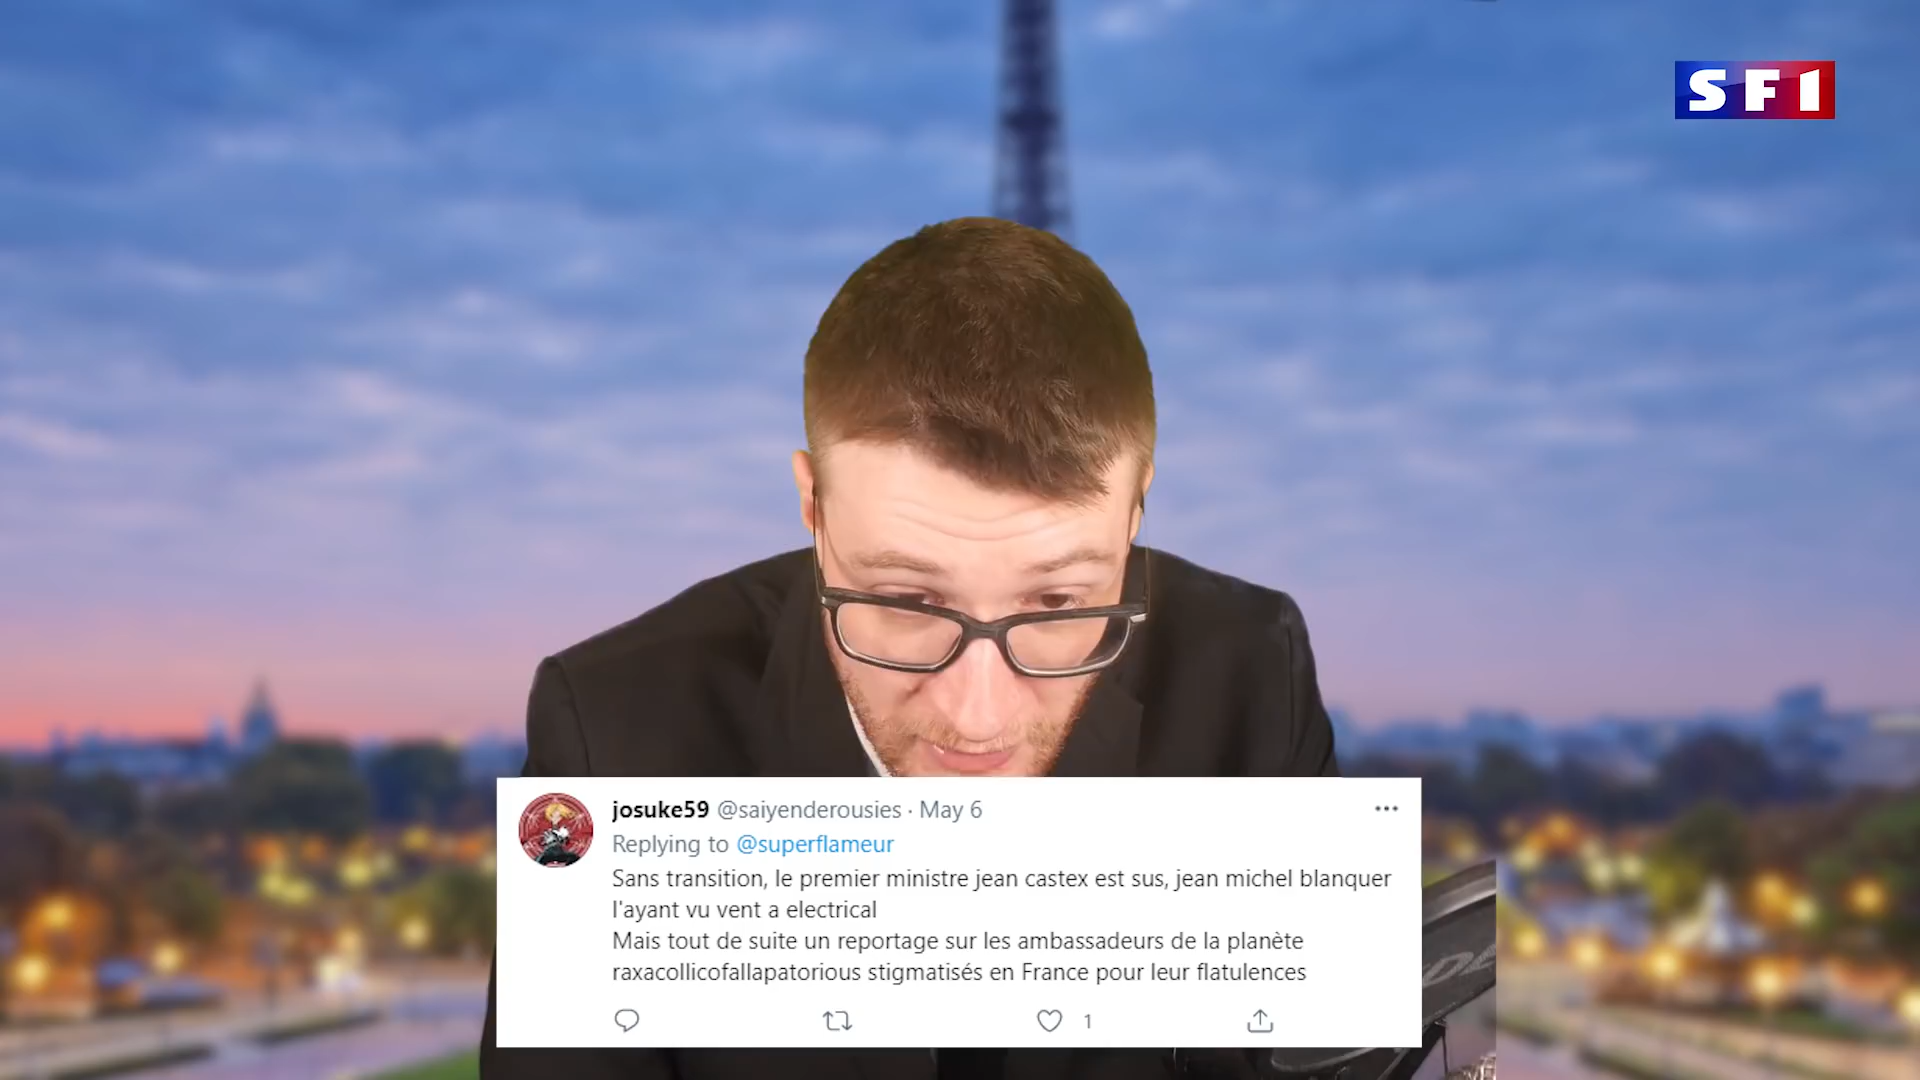 SF1
josuke59 @saiyenderousies · May 6
Replying to @superflameur
Sans transition, le premier ministre jean castex est sus, jean michel blanquer
l'ayant vu vent a electrical
Mais tout de suite un reportage sur les ambassadeurs de la planète
raxacollicofallapatorious stigmatisés en France pour leur flatulences
1